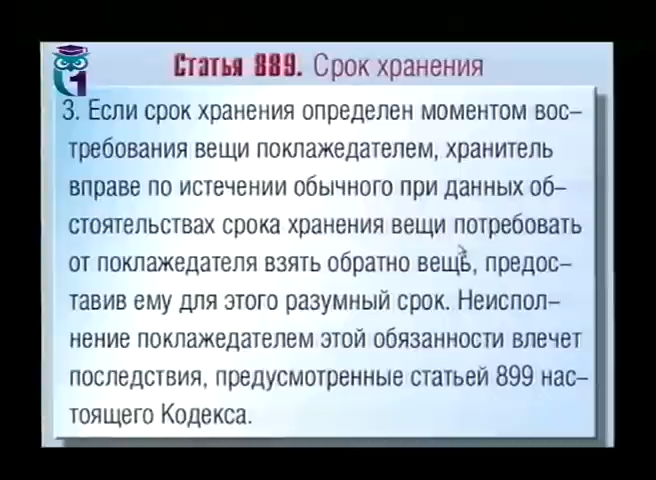 1
Статья 889. Срок хранения
3. Если срок хранения определен моментом вос–
требования вещи поклажедателем, хранитель
вправе по истечении обычного при данных об–
стоятельствах срока хранения вещи потребовать
от поклажедателя взять обратно вещь, предос–
тавив ему для этого разумный срок. Неиспол–
нение поклажедателем этой обязанности влечет
последствия, предусмотренные статьей 899 нас–
тоящего Кодекса.